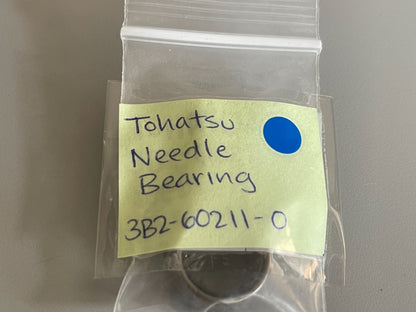 Tohatsu
Needle
Bearing
3B2-60211-0